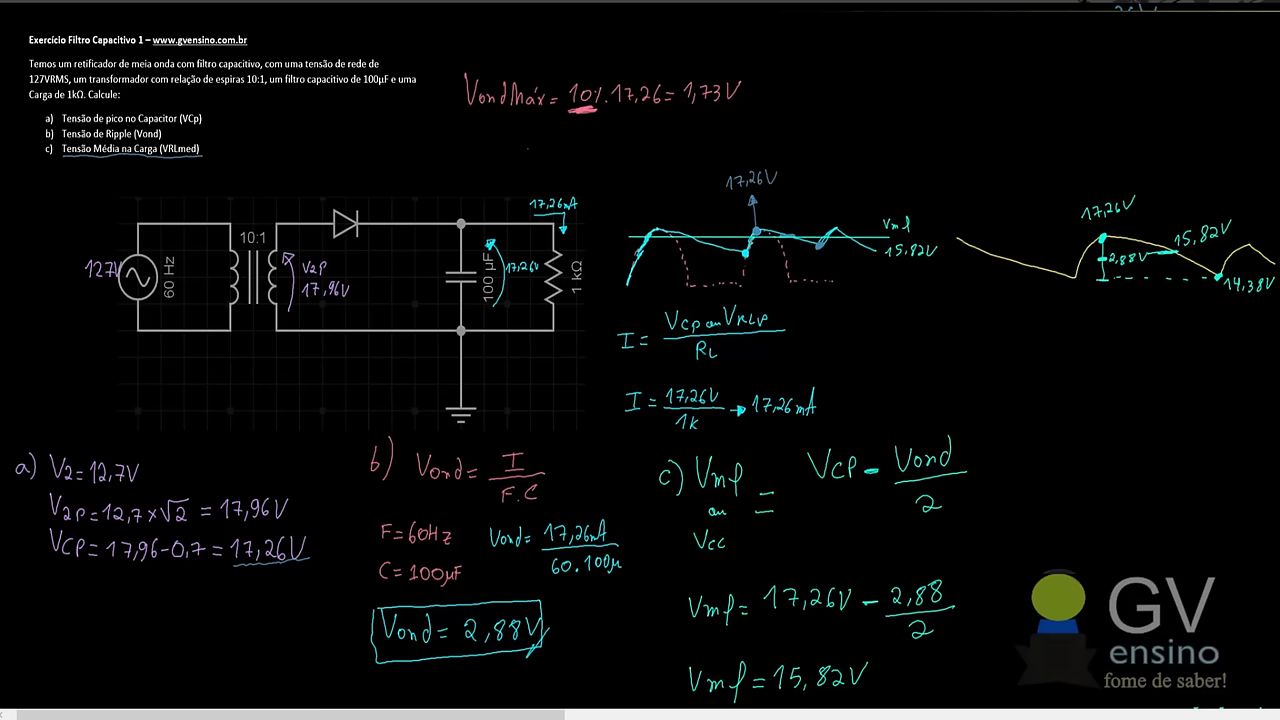 Exercício Filtro Capacitivo 1 – www.gvensino.com.br
Temos um retificador de meia onda com filtro capacitivo, com uma tensão de rede de
127VRMS, um transformador com relação de espiras 10:1, um filtro capacitivo de 100µF e uma
Carga de 1kΩ. Calcule:
a) Tensão de pico no Capacitor (VCp)
b) Tensão de Ripple (Vond)
c) Tensão Média na Carga (VRLmed)
Vond Máx = 10%. 17,26 = 1,73V
17,26V
Vmf
15,82V
17,26V
15,82V
2,88V
14,38V
127V
60 Hz
10:1
V2P
17,96V
100 µF
17,26V
17,26mA
1 kΩ
I = VCP ou VRLP
RL
I = 17,26V → 17,26mA
1K
a) V2 = 12,7V
V2P = 12,7 x √2 = 17,96V
VCP = 17,96 - 0,7 = 17,26V
b) Vond = I
F.C
F = 60Hz
C = 100µF
Vond = 17,26mA
60.100µ
Vond = 2,88V
c) Vmf = VCP - Vond
ou
2
Vcc
Vmf = 17,26V - 2,88
2
Vmf = 15,82V
GV
ensino
fome de saber!